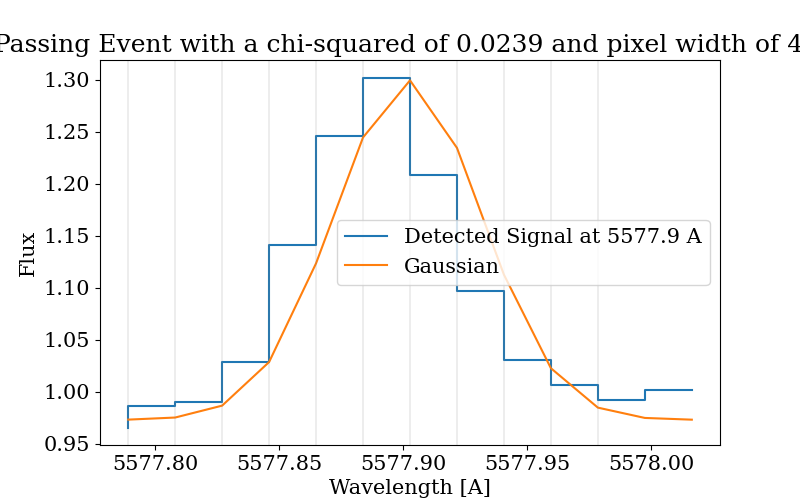 Passing Event with a chi-squared of 0.0239 and pixel width of 4
1.30
1.25
1.20
1.15
1.10
1.05
1.00
0.95
Flux
Detected Signal at 5577.9 A
Gaussian
5577.80 5577.85 5577.90 5577.95 5578.00
Wavelength [A]